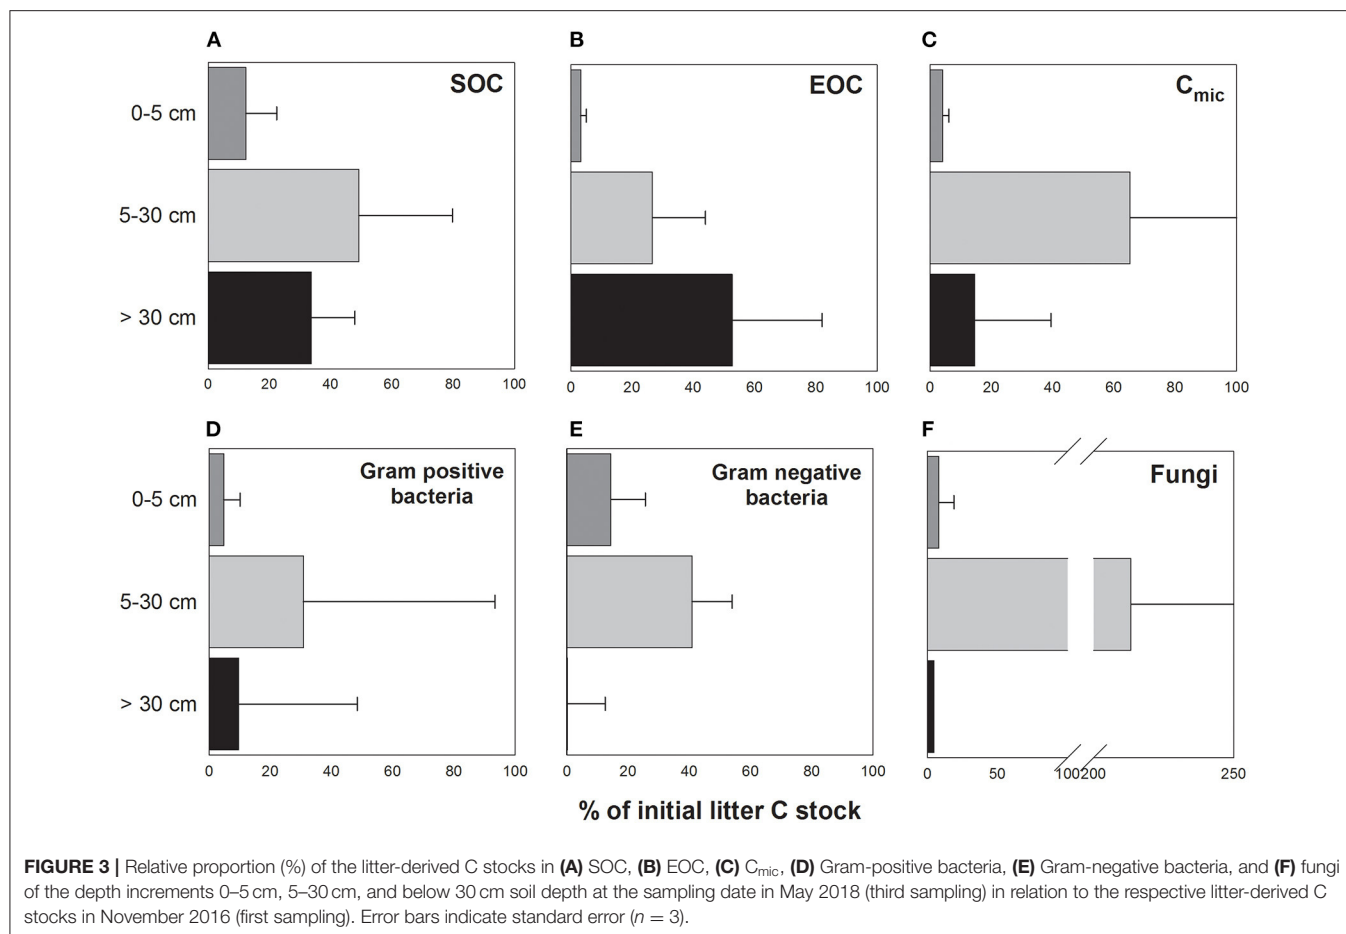 A
B
C
SOC
EOC
Cmic
0-5 cm
5-30 cm
> 30 cm
0 20 40 60 80 100
0 20 40 60 80 100
0 20 40 60 80 100
D
E
F
Gram positive
bacteria
Gram negative
bacteria
Fungi
0-5 cm
5-30 cm
> 30 cm
0 20 40 60 80 100
0 20 40 60 80 100
0 50 100 200 250
% of initial litter C stock
FIGURE 3 | Relative proportion (%) of the litter-derived C stocks in (A) SOC, (B) EOC, (C) Cmic, (D) Gram-positive bacteria, (E) Gram-negative bacteria, and (F) fungi
of the depth increments 0–5 cm, 5–30 cm, and below 30 cm soil depth at the sampling date in May 2018 (third sampling) in relation to the respective litter-derived C
stocks in November 2016 (first sampling). Error bars indicate standard error (n = 3).